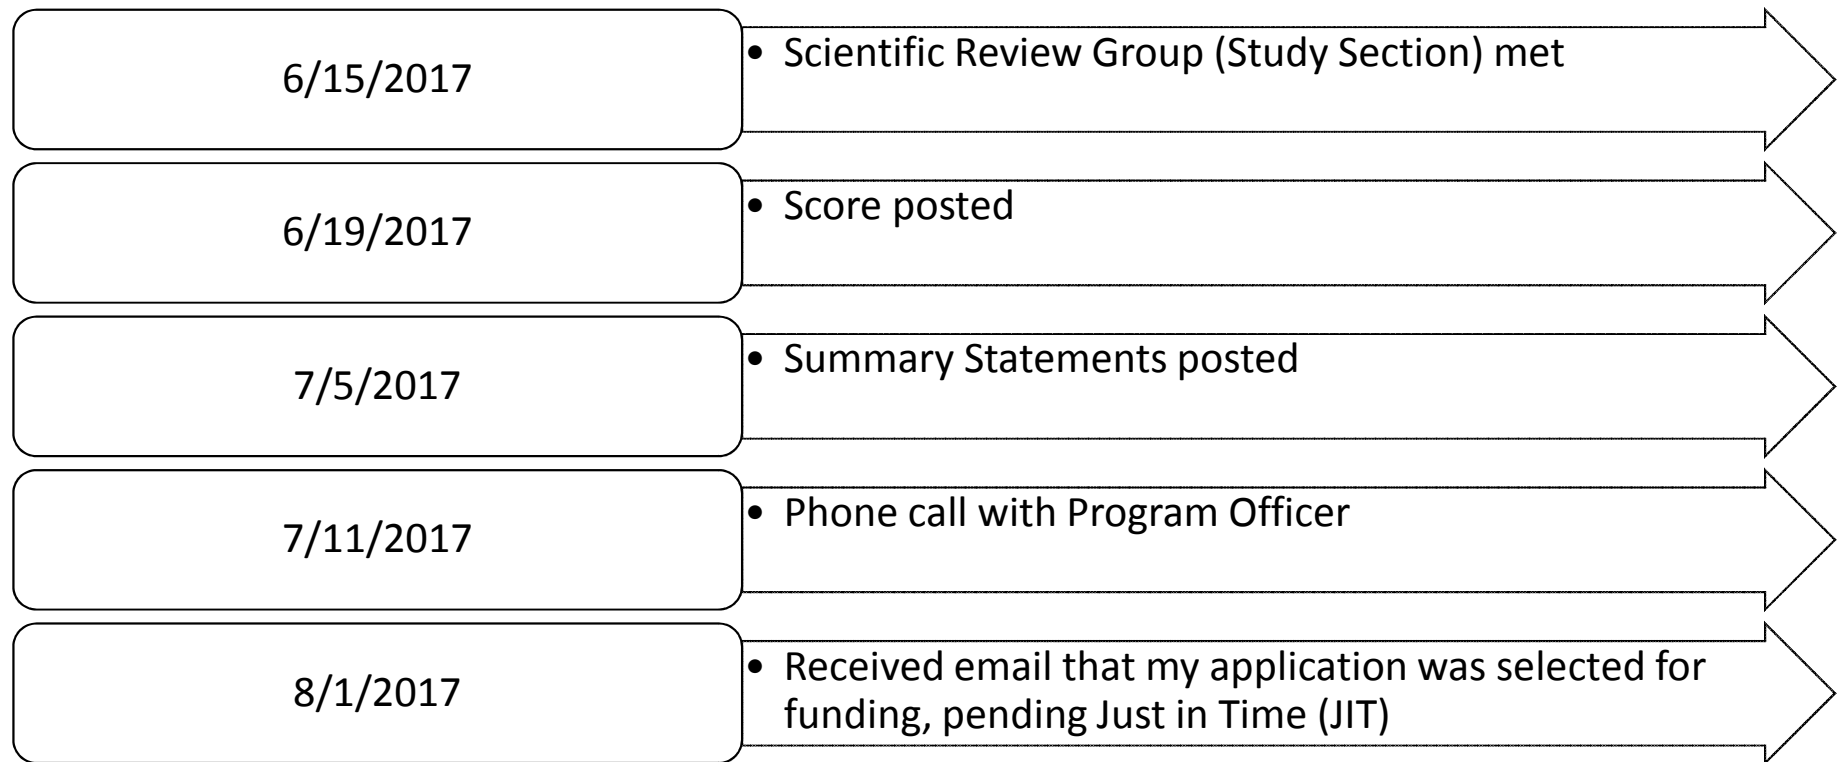 6/15/2017
• Scientific Review Group (Study Section) met
6/19/2017
• Score posted
7/5/2017
• Summary Statements posted
7/11/2017
• Phone call with Program Officer
8/1/2017
• Received email that my application was selected for
funding, pending Just in Time (JIT)